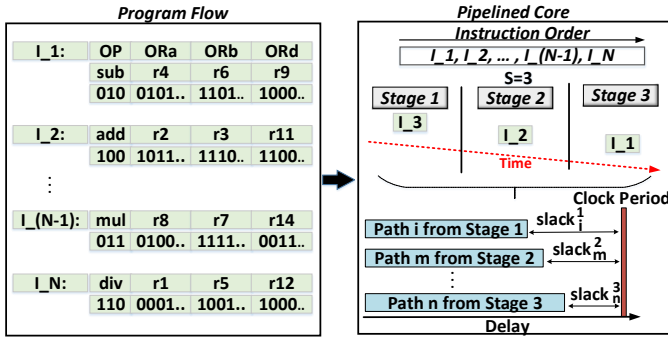 Program Flow
I_1: OP ORa ORb ORd
sub r4 r6 r9
010 0101.. 1101.. 1000..
I_2: add r2 r3 r11
100 1011.. 1110.. 1100..
⋮
I_(N-1): mul r8 r7 r14
011 0100.. 1111.. 0011..
I_N: div r1 r5 r12
110 0001.. 1001.. 1000..
Pipelined Core
Instruction Order
I_1, I_2, ... , I_(N-1), I_N
S=3
Stage 1 Stage 2 Stage 3
I_3 I_2 I_1
Time
Clock Period
Path i from Stage 1 slack 1 i
Path m from Stage 2 slack 2 m
⋮
Path n from Stage 3 slack 3 n
Delay